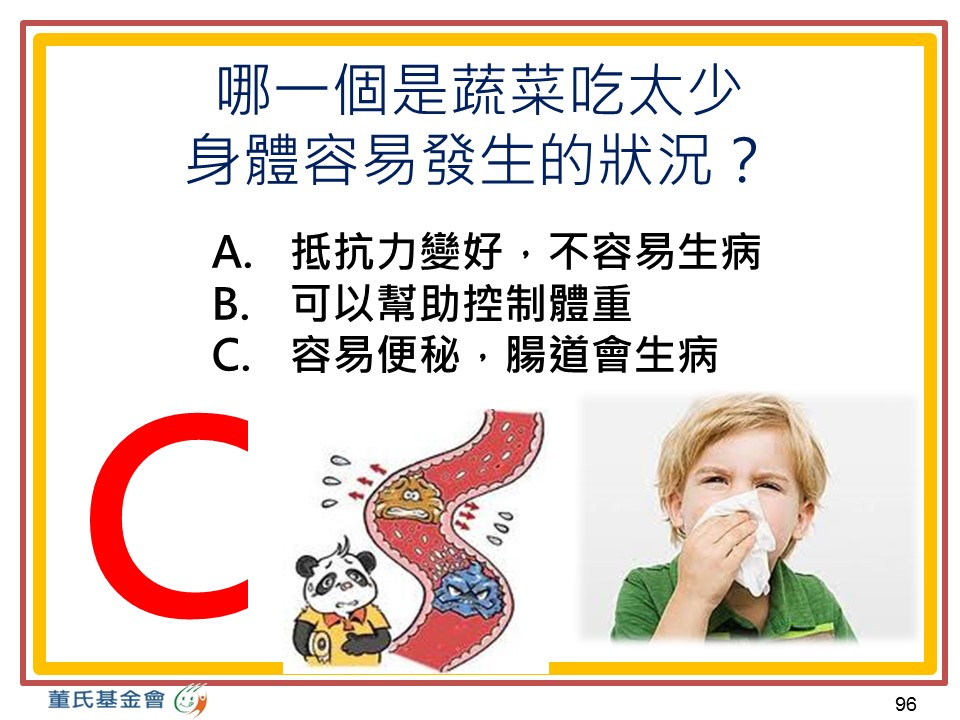 哪一個是蔬菜吃太少
身體容易發生的狀況？
A. 抵抗力變好，不容易生病
B. 可以幫助控制體重
C. 容易便秘，腸道會生病
C
董氏基金會
96